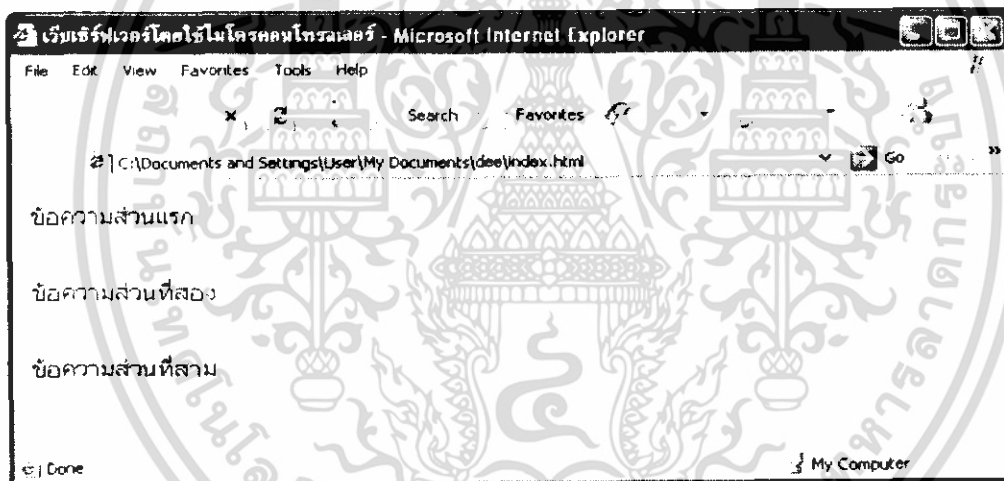 เว็บเซิร์ฟเวอร์โดยใช้ไมโครคอนโทรลเลอร์ - Microsoft Internet Explorer
File Edit View Favorites Tools Help
Search Favorites
C:\Documents and Settings\User\My Documents\dee\index.html Go »
ข้อความส่วนแรก
ข้อความส่วนที่สอง
ข้อความส่วนที่สาม
Done My Computer